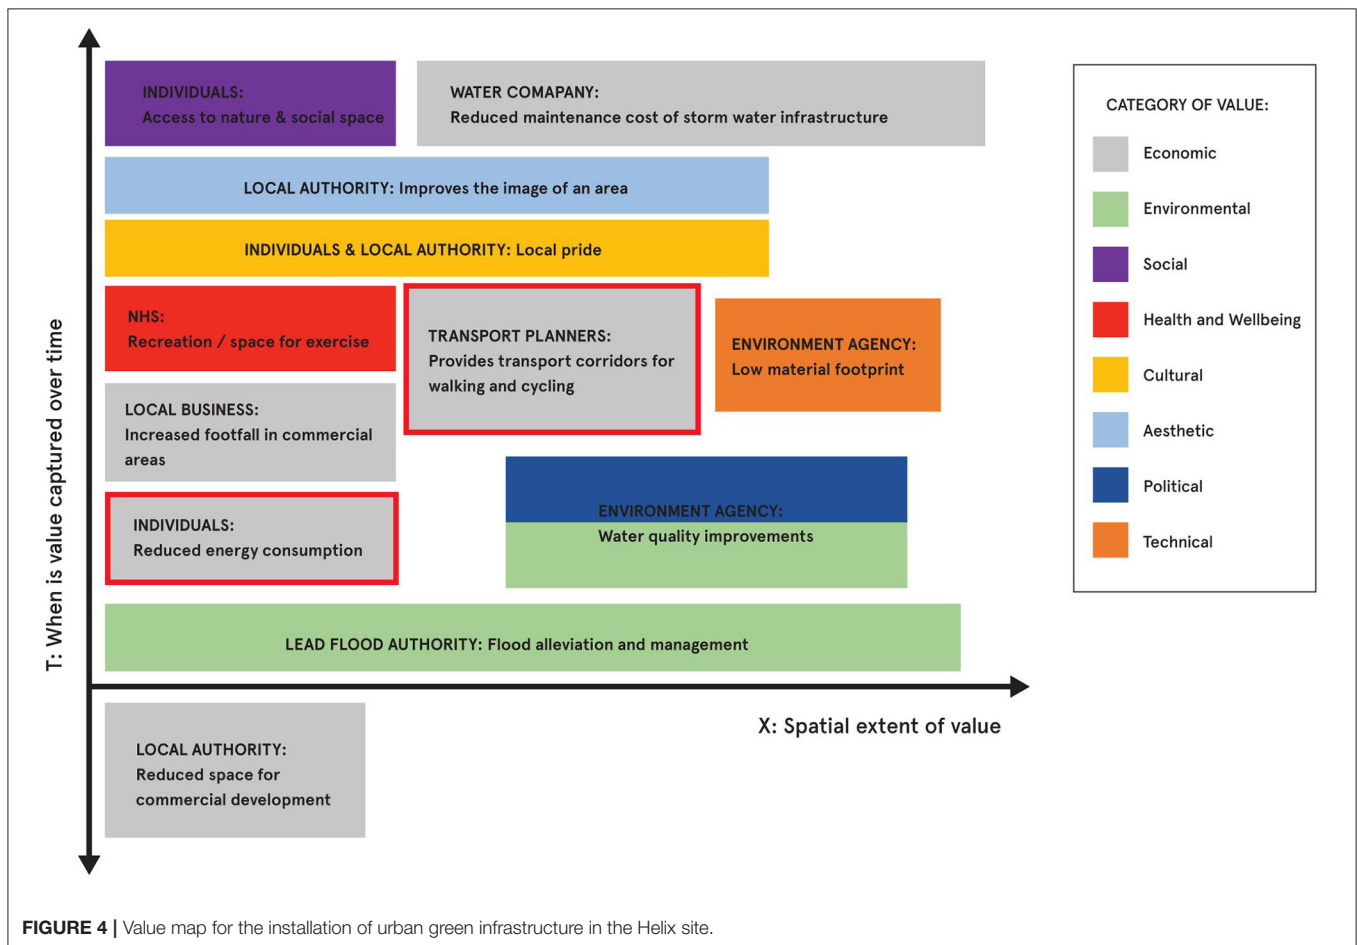 INDIVIDUALS:
Access to nature & social space
WATER COMAPANY:
Reduced maintenance cost of storm water infrastructure
LOCAL AUTHORITY: Improves the image of an area
INDIVIDUALS & LOCAL AUTHORITY: Local pride
NHS:
Recreation / space for exercise
TRANSPORT PLANNERS:
Provides transport corridors for
walking and cycling
ENVIRONMENT AGENCY:
Low material footprint
LOCAL BUSINESS:
Increased footfall in commercial
areas
INDIVIDUALS:
Reduced energy consumption
ENVIRONMENT AGENCY:
Water quality improvements
LEAD FLOOD AUTHORITY: Flood alleviation and management
LOCAL AUTHORITY:
Reduced space for
commercial development
T: When is value captured over time
X: Spatial extent of value
CATEGORY OF VALUE:
Economic
Environmental
Social
Health and Wellbeing
Cultural
Aesthetic
Political
Technical
FIGURE 4 | Value map for the installation of urban green infrastructure in the Helix site.